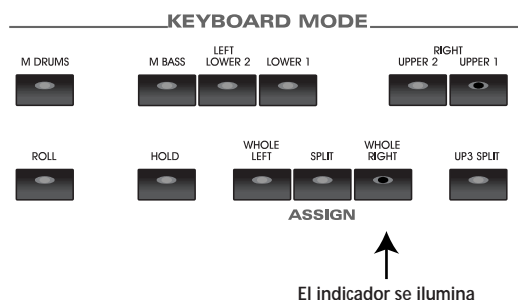 KEYBOARD MODE
M DRUMS
M BASS
LEFT
LOWER 2
LOWER 1
RIGHT
UPPER 2
UPPER 1
ROLL
HOLD
WHOLE
LEFT
SPLIT
WHOLE
RIGHT
UP3 SPLIT
ASSIGN
El indicador se ilumina